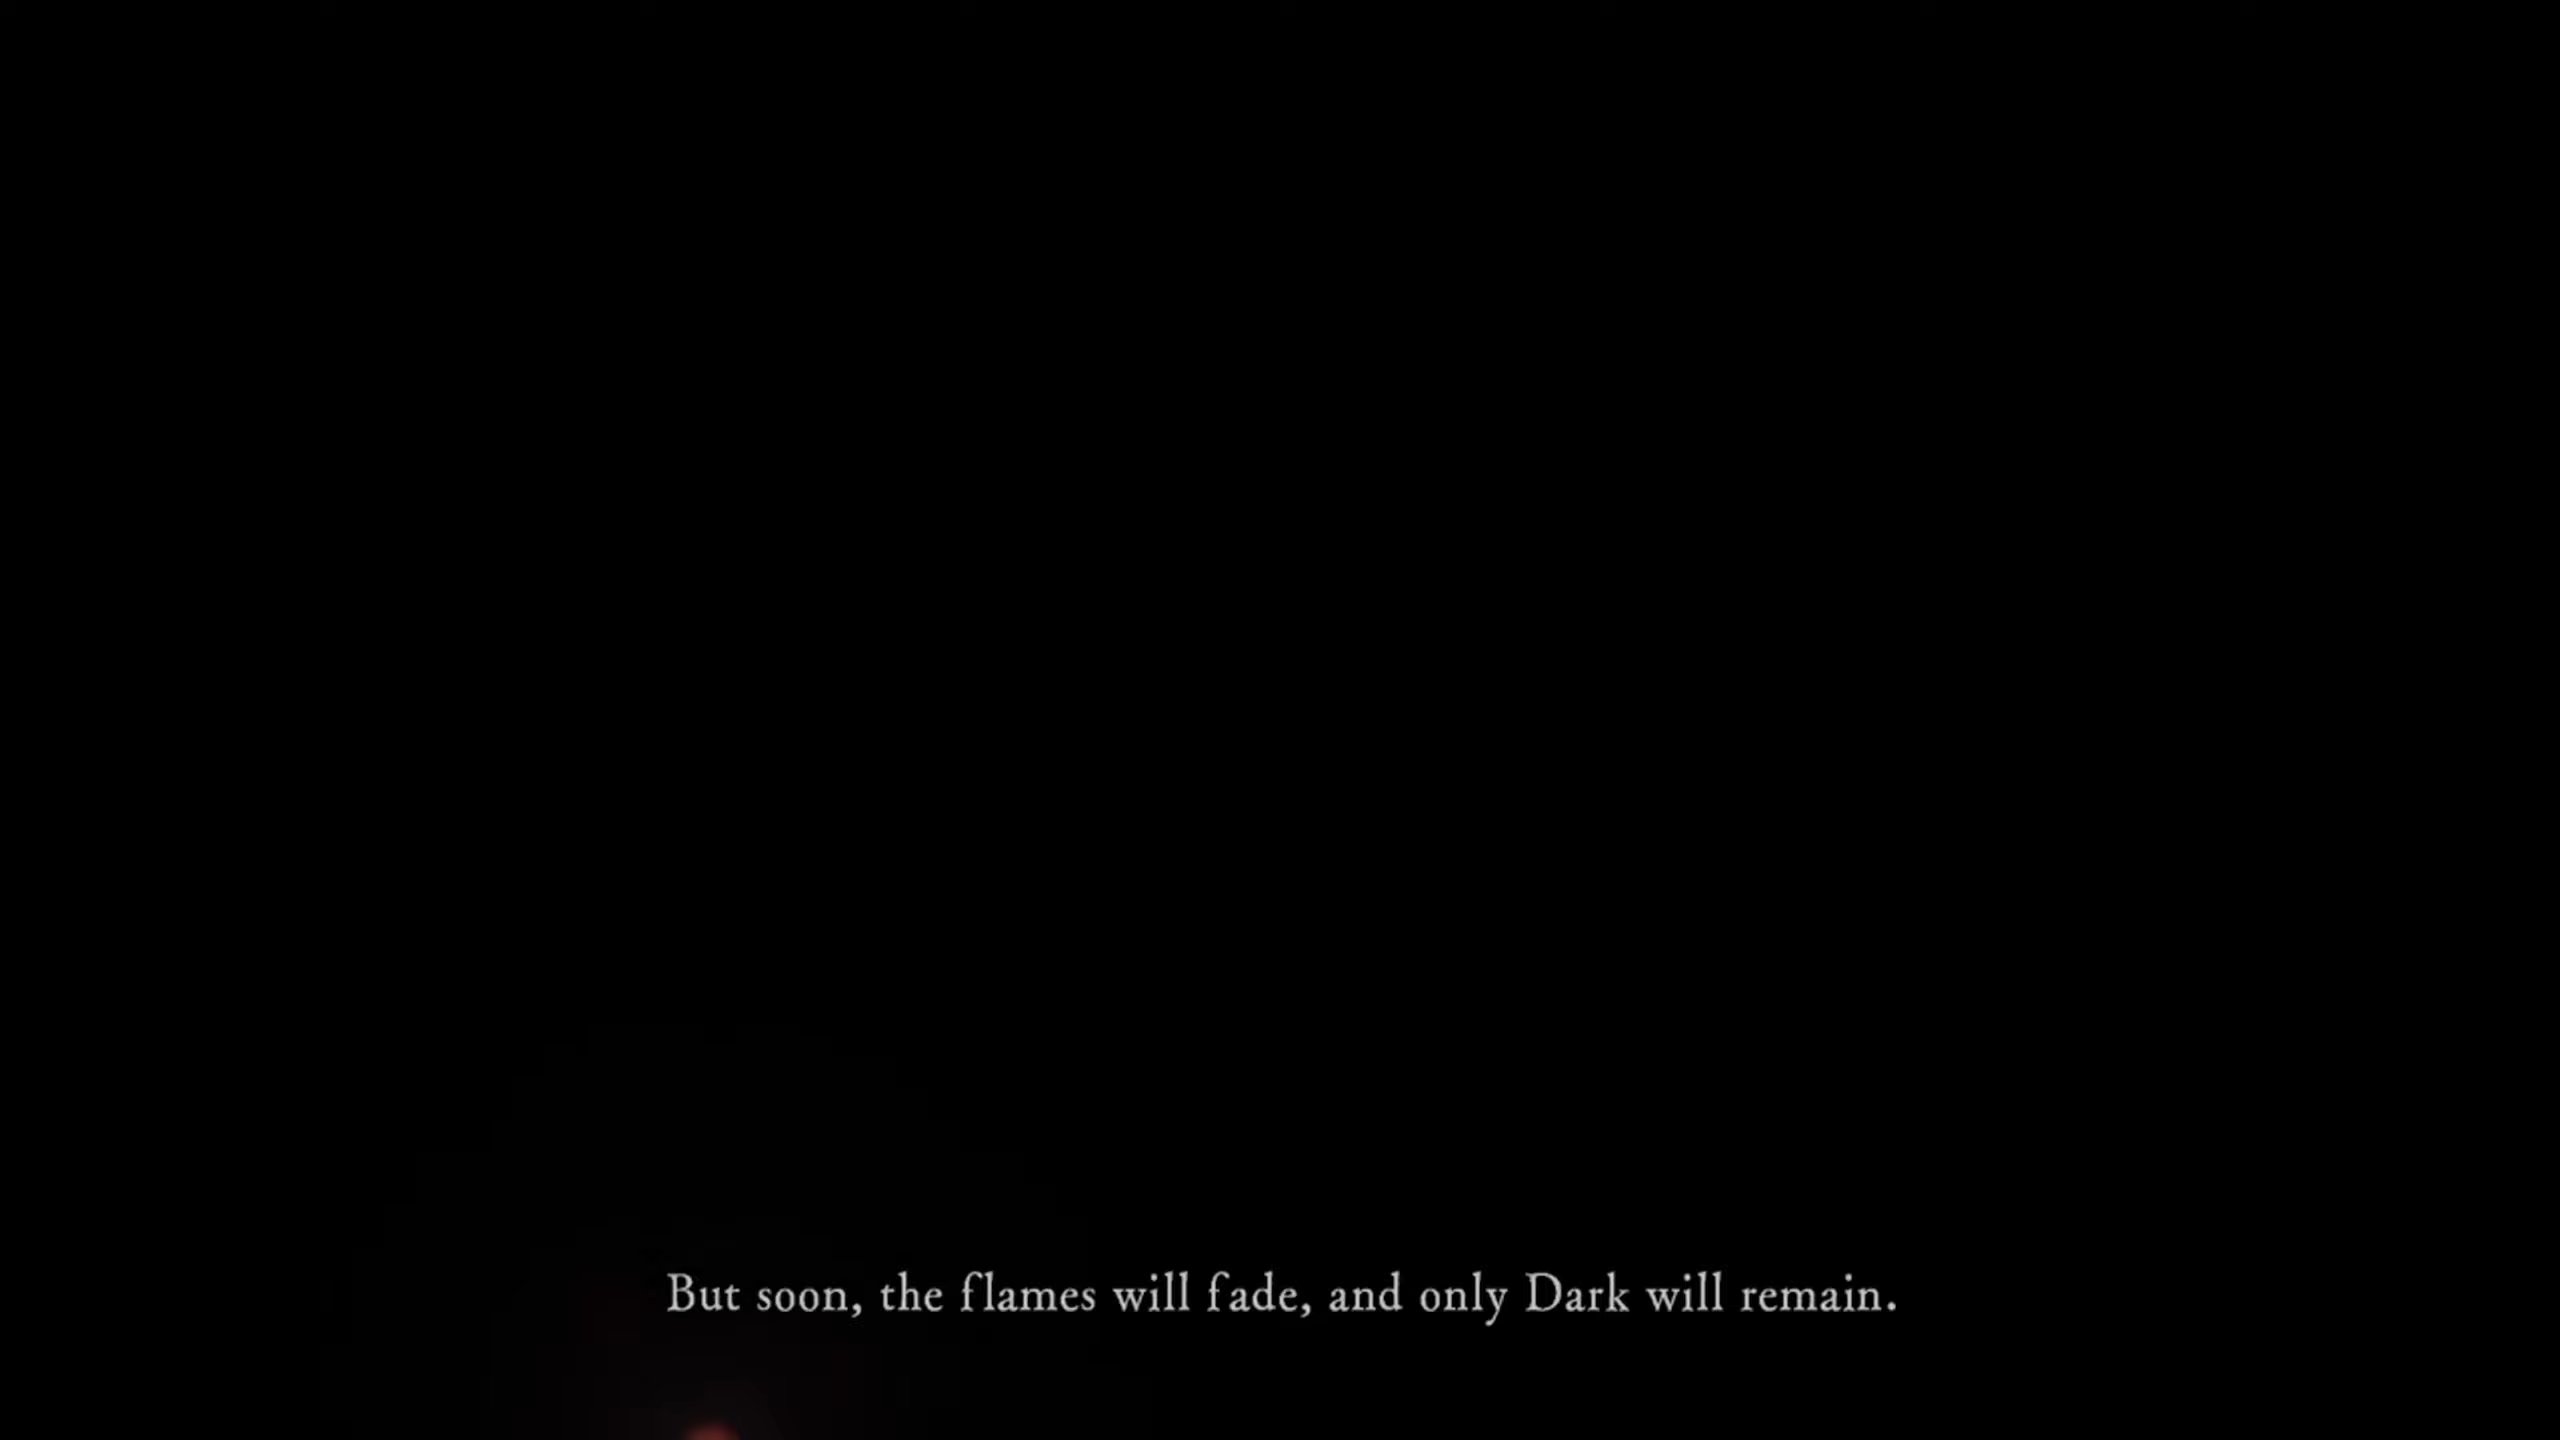 But soon, the flames will fade, and only Dark will remain.